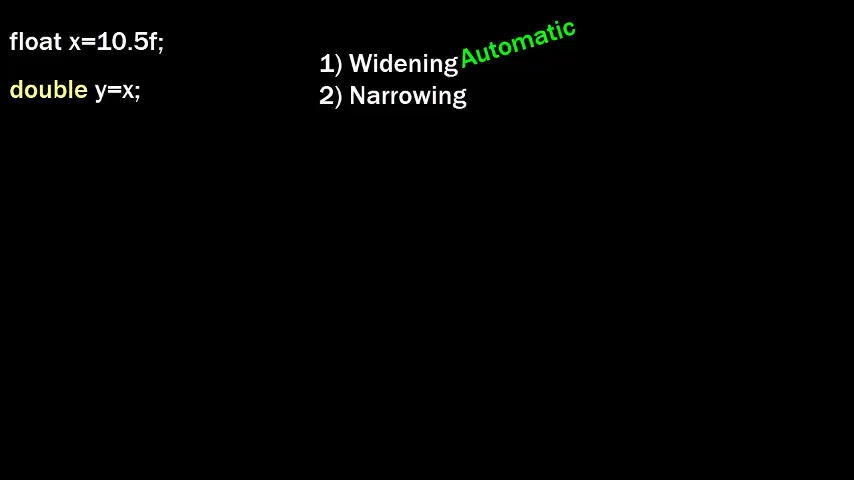 float x=10.5f;
double y=x;
1) Widening Automatic
2) Narrowing